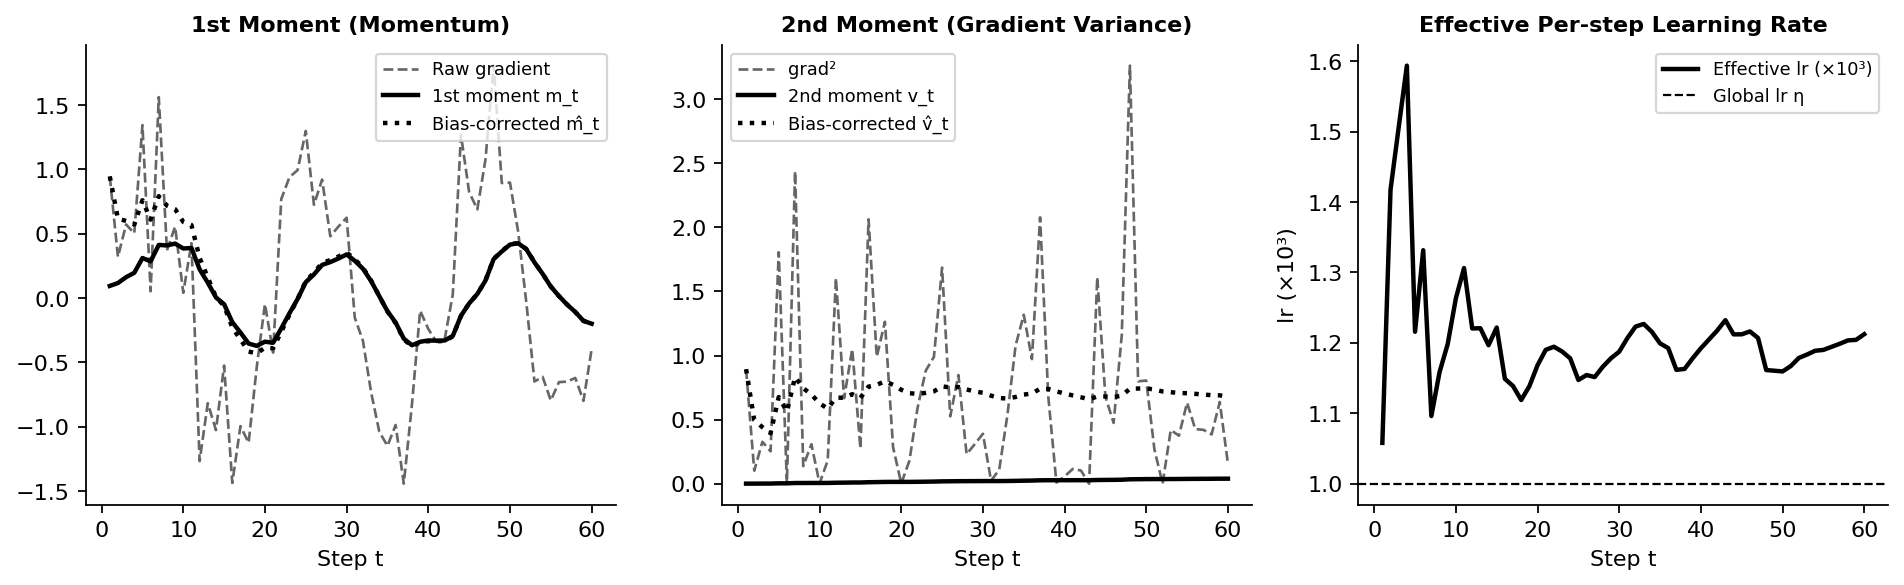 1st Moment (Momentum)
Raw gradient
1st moment m_t
Bias-corrected m̂_t
1.5
1.0
0.5
0.0
−0.5
−1.0
−1.5
0 10 20 30 40 50 60
Step t
2nd Moment (Gradient Variance)
grad²
2nd moment v_t
Bias-corrected v̂_t
3.0
2.5
2.0
1.5
1.0
0.5
0.0
0 10 20 30 40 50 60
Step t
Effective Per-step Learning Rate
Effective lr (×10³)
Global lr η
lr (×10³)
1.6
1.5
1.4
1.3
1.2
1.1
1.0
0 10 20 30 40 50 60
Step t